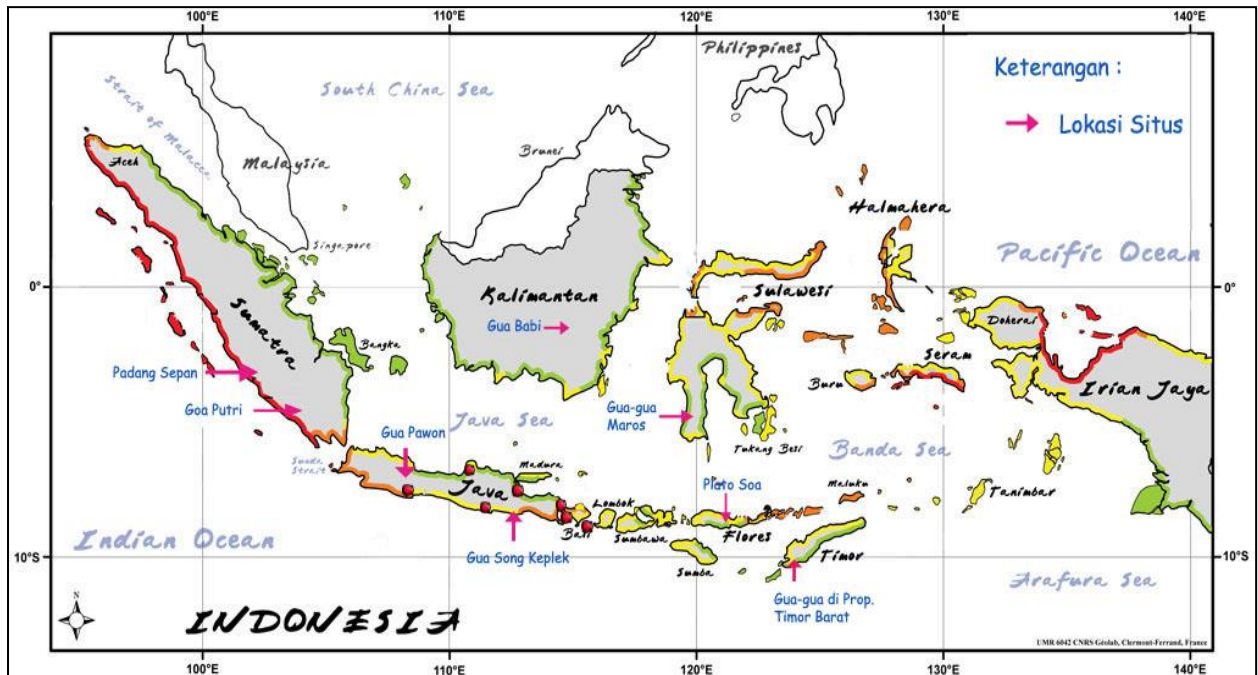 100°E
110°E
120°E
130°E
140°E
Philippines
Keterangan :
South China Sea
Lokasi Situs
Strait of Malacca
Aceh
Malaysia
Brunei
Halmahera
Singapore
Pacific Ocean
0°
0°
Sumatra
Kalimantan
Sulawesi
Gua Babi
Doherai
Bangka
Seram
Padang Sepan
Buru
Irian Jaya
Goa Putri
Gua-gua
Maros
Java Sea
Gua Pawon
Tukang Besi
Banda Sea
Sunda
Strait
Madura
Plato Soa
Maluku
Java
Tanimbar
Lombok
Bali
Sumbawa
Flores
Timor
Indian Ocean
10°S
10°S
Gua Song Keplek
Sumba
Arafura Sea
Gua-gua di Prop.
Timor Barat
N
INDONESIA
UMR 6042 CNRS Géolab, Clermont-Ferrand, France
100°E
110°E
120°E
130°E
140°E